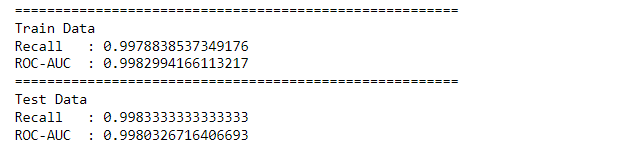 =======================================================
Train Data
Recall   : 0.9978838537349176
ROC-AUC  : 0.9982994166113217
=======================================================
Test Data
Recall   : 0.9983333333333333
ROC-AUC  : 0.9980326716406693